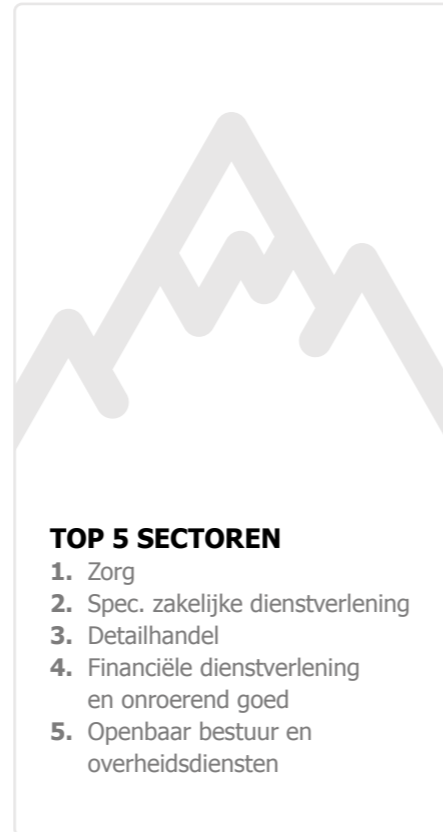 TOP 5 SECTOREN
1. Zorg
2. Spec. zakelijke dienstverlening
3. Detailhandel
4. Financiële dienstverlening
en onroerend goed
5. Openbaar bestuur en
overheidsdiensten